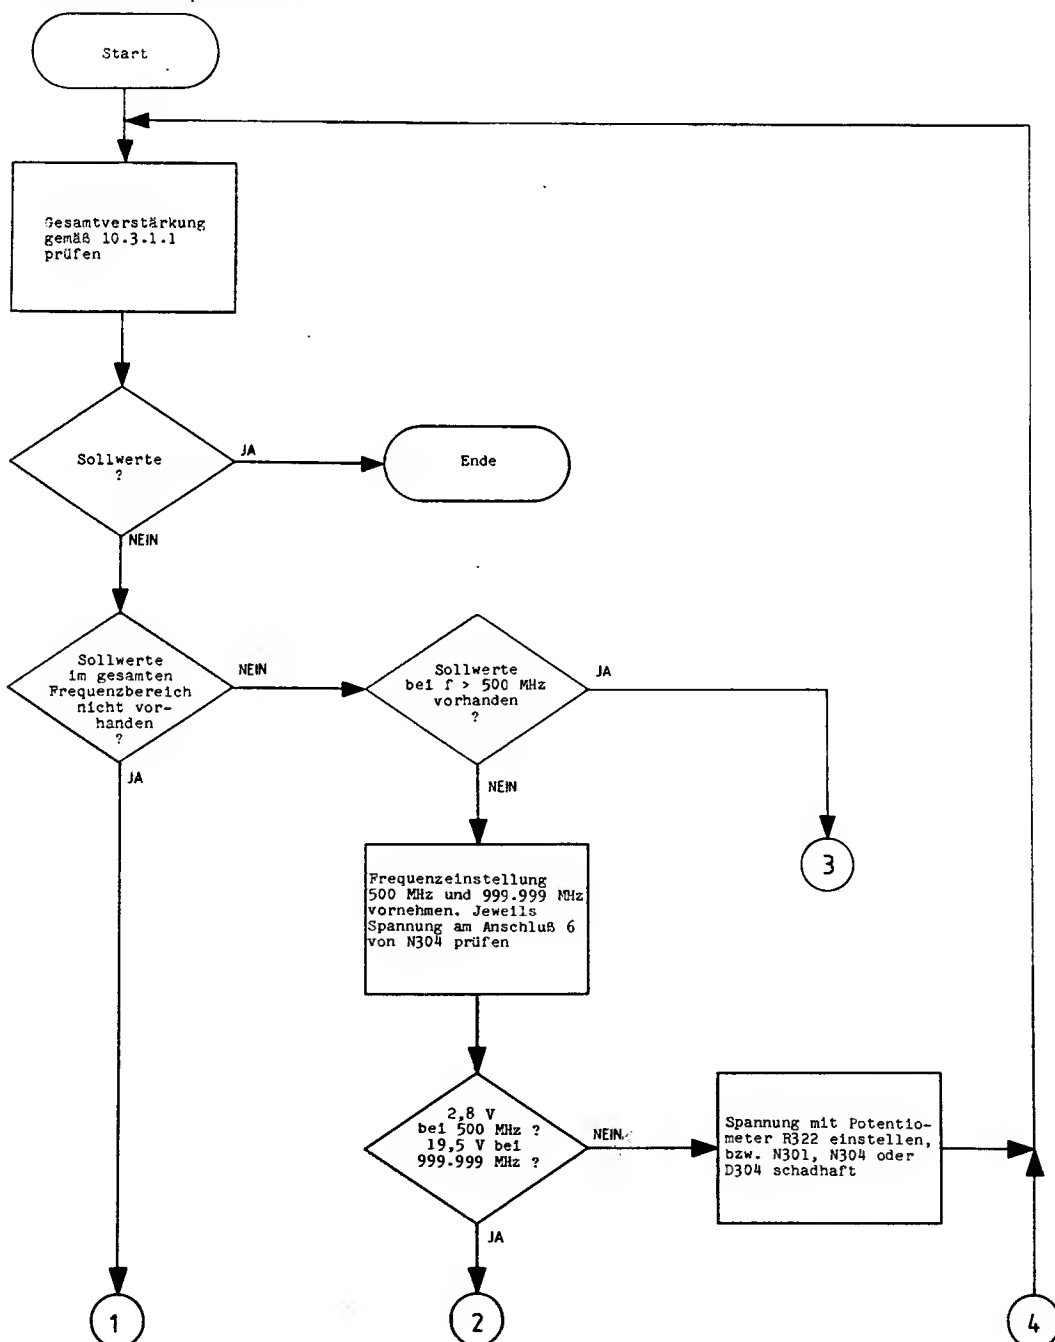 Start
Gesamtverstärkung
gemäß 10.3.1.1
prüfen
Sollwerte
?
JA
Ende
NEIN
Sollwerte
im gesamten
Frequenzbereich
nicht vor-
handen
?
NEIN
Sollwerte
bei f > 500 MHz
vorhanden
?
JA
JA
NEIN
3
Frequenzeinstellung
500 MHz und 999.999 MHz
vornehmen. Jeweils
Spannung am Anschluß 6
von N304 prüfen
2,8 V
bei 500 MHz ?
19,5 V bei
999.999 MHz ?
NEIN
Spannung mit Potentio-
meter R322 einstellen,
bzw. N301, N304 oder
D304 schadhaft
JA
1
2
4